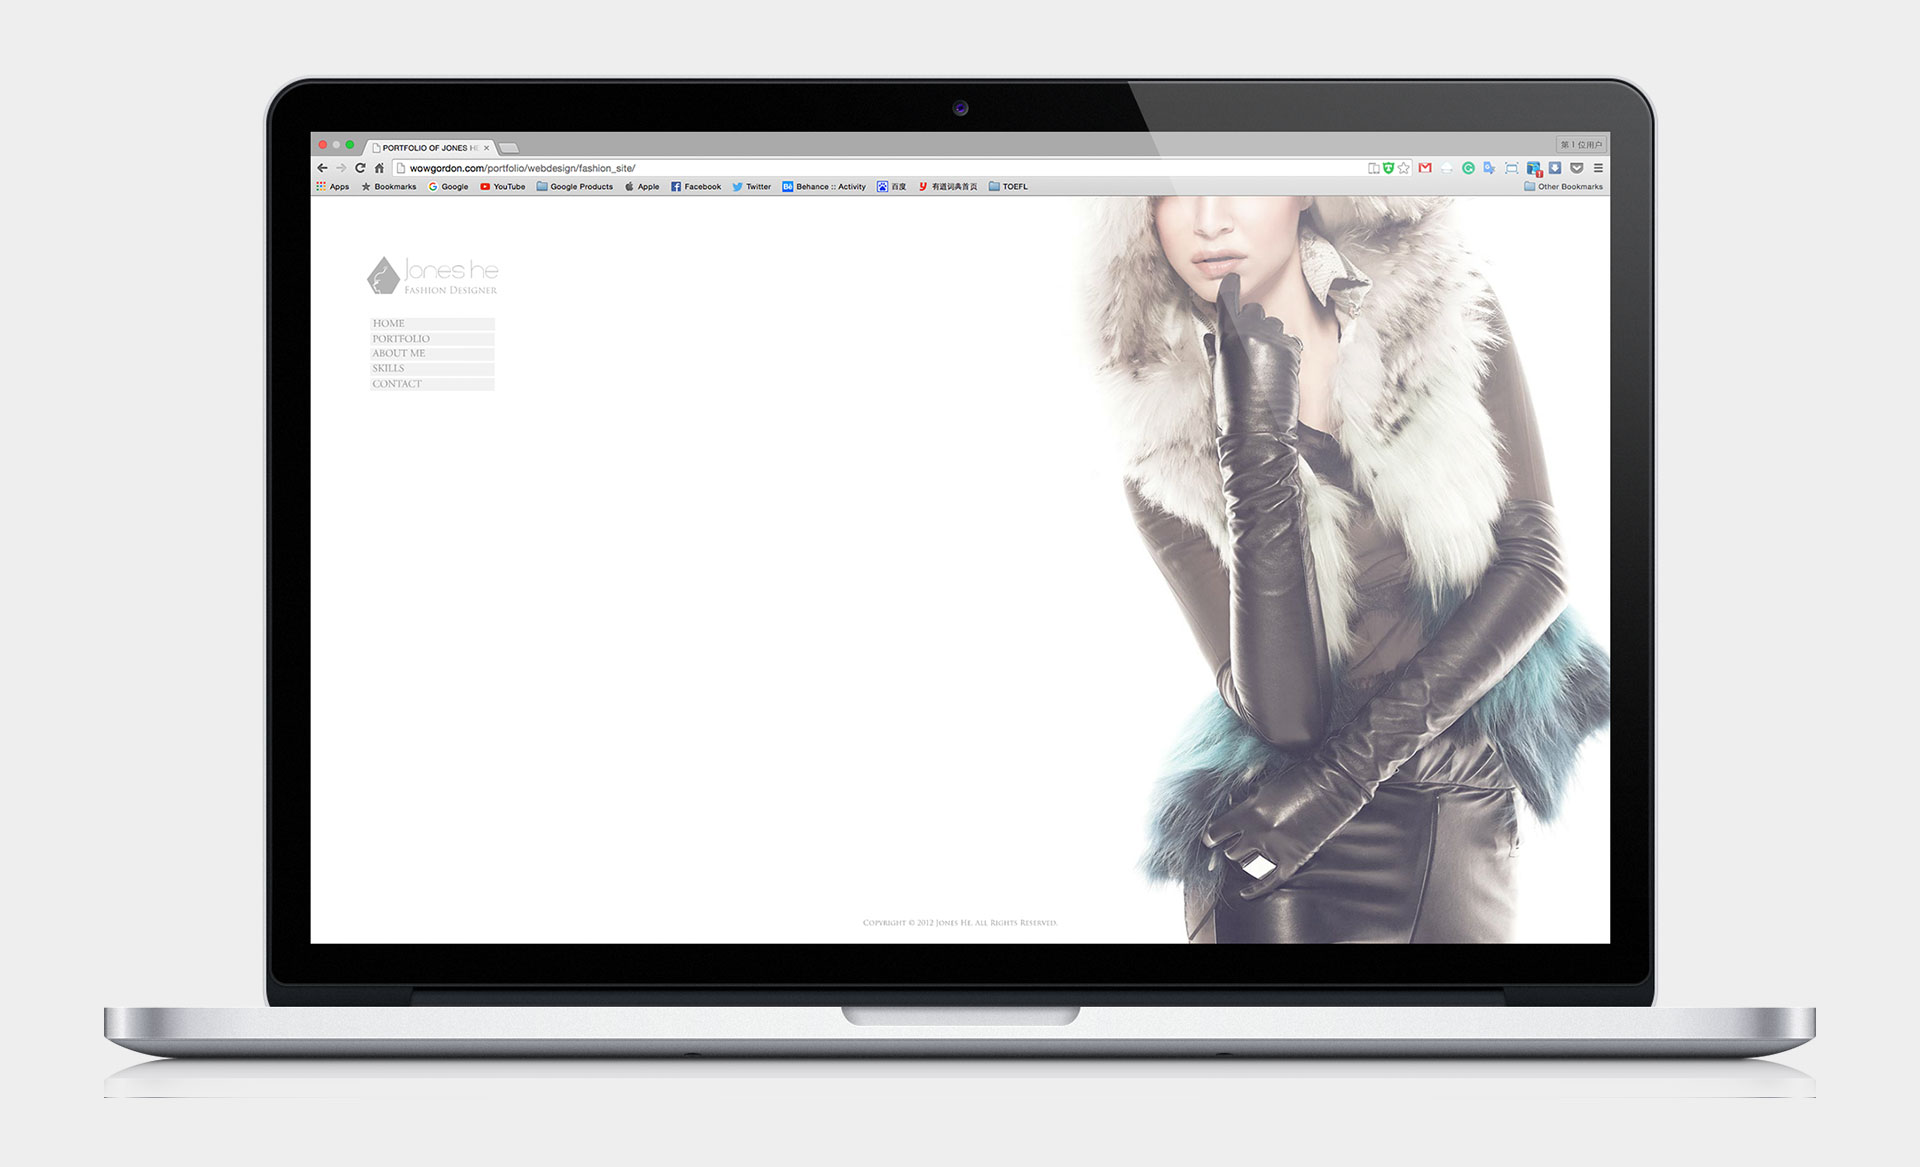 PORTFOLIO OF JONES HE
第 1 位用户
wowgordon.com/portfolio/webdesign/fashion_site/
Apps Bookmarks Google YouTube Google Products Apple Facebook Twitter Behance :: Activity 百度 有道词典首页 TOEFL Other Bookmarks
Jones he
FASHION DESIGNER
HOME
PORTFOLIO
ABOUT ME
SKILLS
CONTACT
COPYRIGHT © 2012 JONES HE. ALL RIGHTS RESERVED.